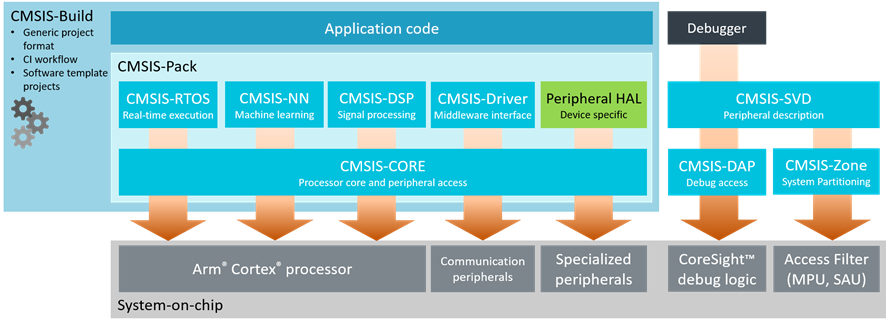 CMSIS-Build
• Generic project
format
• CI workflow
• Software template
projects
Application code
Debugger
CMSIS-Pack
CMSIS-RTOS
Real-time execution
CMSIS-NN
Machine learning
CMSIS-DSP
Signal processing
CMSIS-Driver
Middleware interface
Peripheral HAL
Device specific
CMSIS-SVD
Peripheral description
CMSIS-CORE
Processor core and peripheral access
CMSIS-DAP
Debug access
CMSIS-Zone
System Partitioning
Arm® Cortex® processor
Communication
peripherals
Specialized
peripherals
CoreSight™
debug logic
Access Filter
(MPU, SAU)
System-on-chip